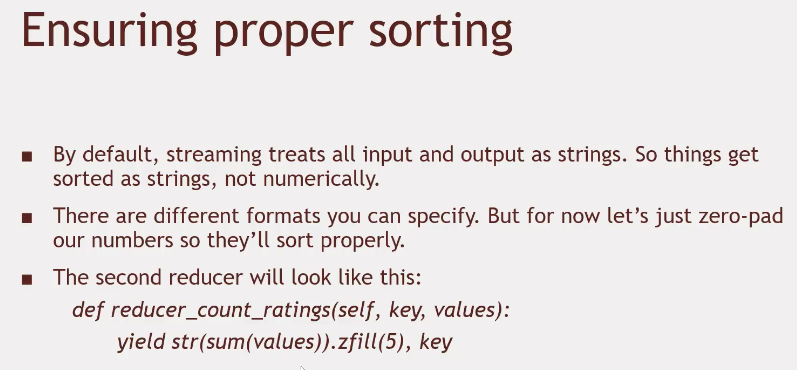 Ensuring proper sorting
■ By default, streaming treats all input and output as strings. So things get
sorted as strings, not numerically.
■ There are different formats you can specify. But for now let's just zero-pad
our numbers so they'll sort properly.
■ The second reducer will look like this:
def reducer_count_ratings(self, key, values):
yield str(sum(values)).zfill(5), key